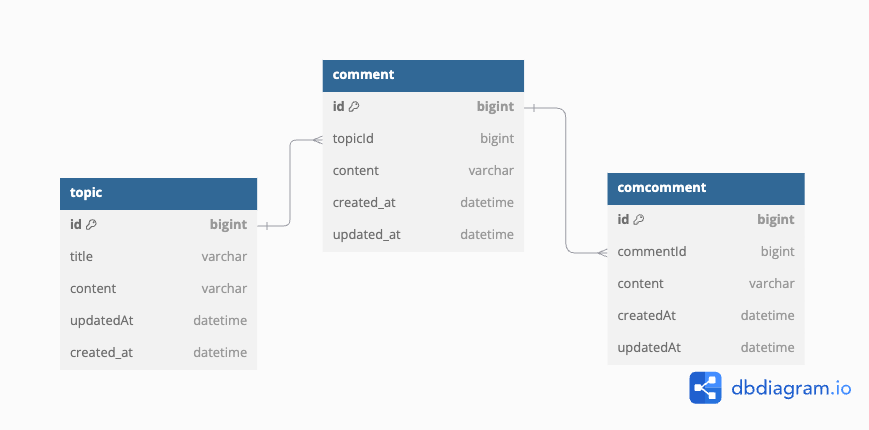 topic
id bigint
title varchar
content varchar
updatedAt datetime
created_at datetime
comment
id bigint
topicId bigint
content varchar
created_at datetime
updated_at datetime
comcomment
id bigint
commentId bigint
content varchar
createdAt datetime
updatedAt datetime
dbdiagram.io